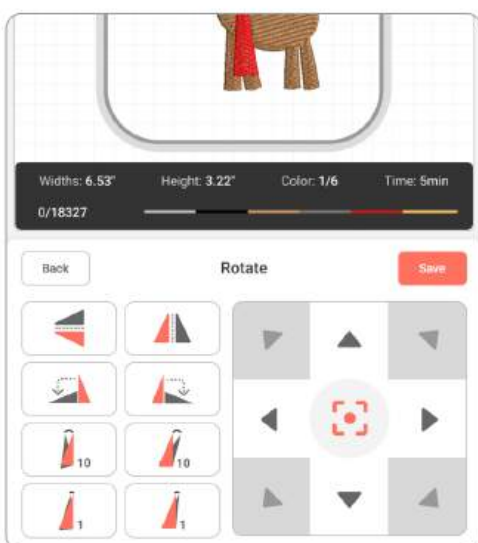 Widths: 6.53" Height: 3.22" Color: 1/6 Time: 5min
0/18327
Back Rotate Save
10 10
1 1